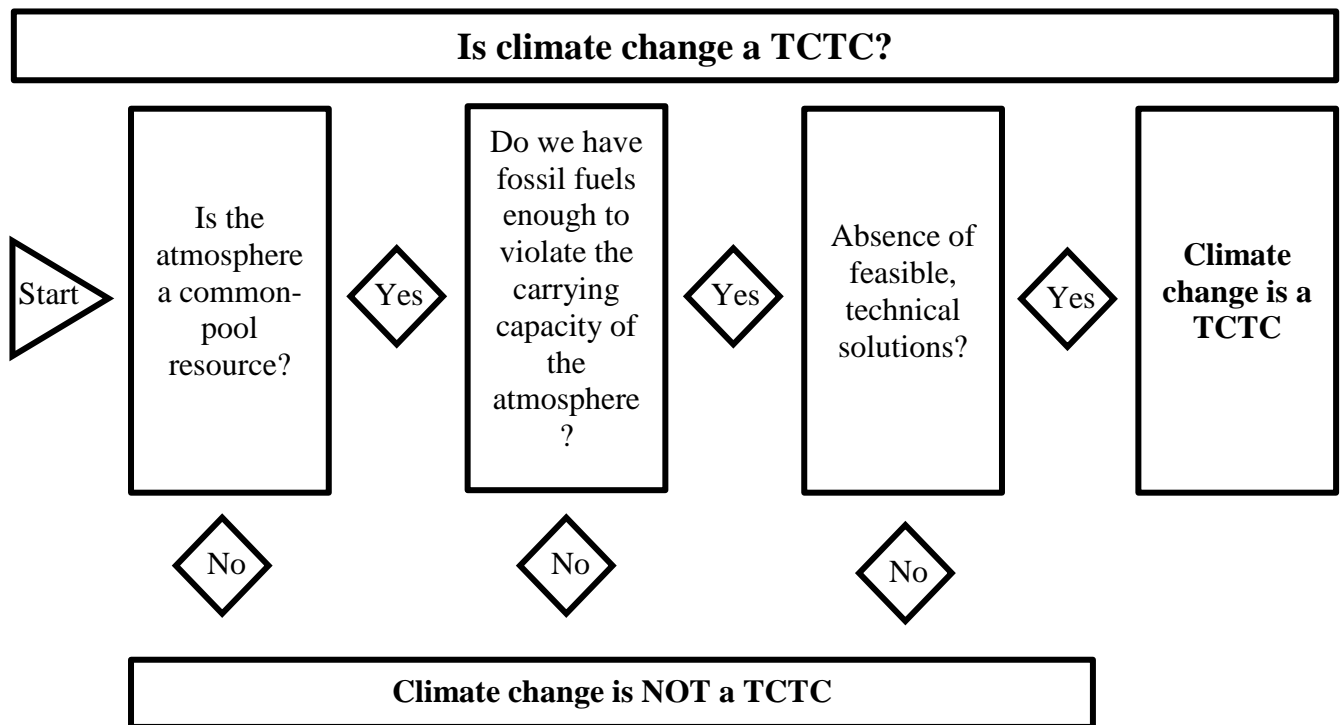 Is climate change a TCTC?
Start
Is the
atmosphere
a common-
pool
resource?
Yes
Do we have
fossil fuels
enough to
violate the
carrying
capacity of
the
atmosphere
?
Yes
Absence of
feasible,
technical
solutions?
Yes
Climate
change is a
TCTC
No
No
No
Climate change is NOT a TCTC